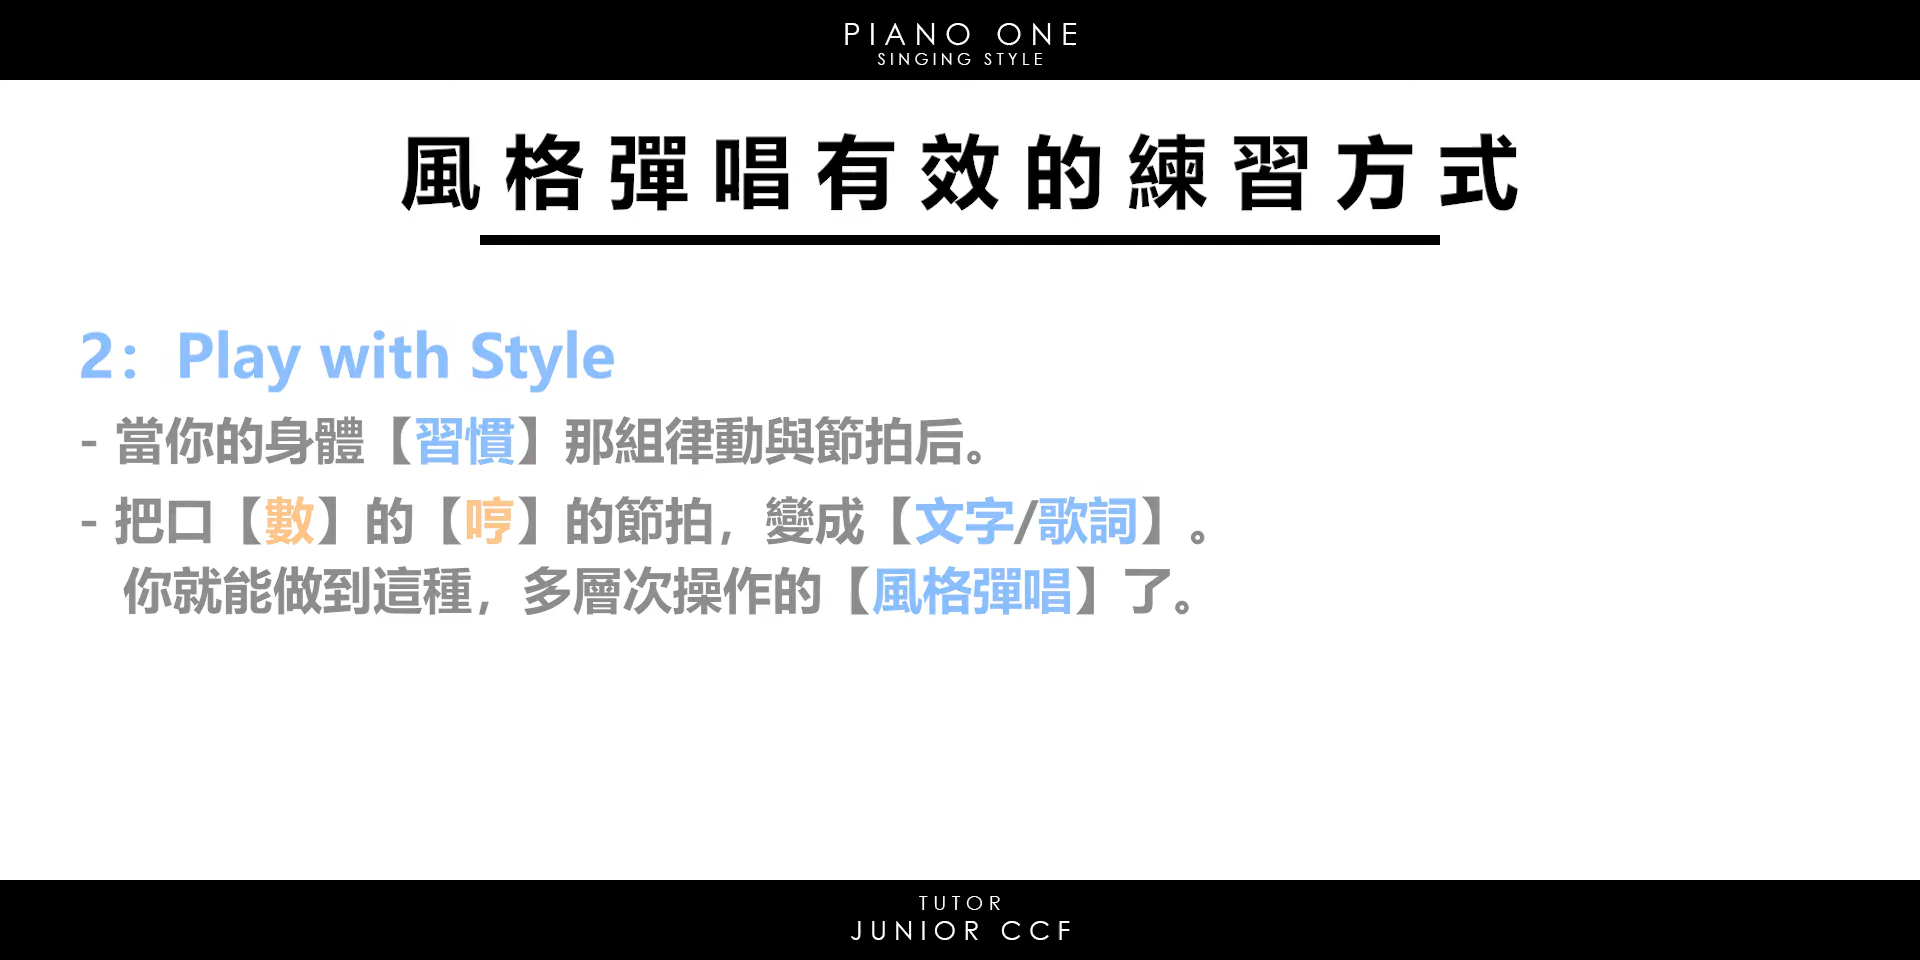 PIANO ONE
SINGING STYLE
風格彈唱有效的練習方式
2：Play with Style
- 當你的身體【習慣】那組律動與節拍后。
- 把口【數】的【哼】的節拍，變成【文字/歌詞】。
你就能做到這種，多層次操作的【風格彈唱】了。
TUTOR
JUNIOR CCF